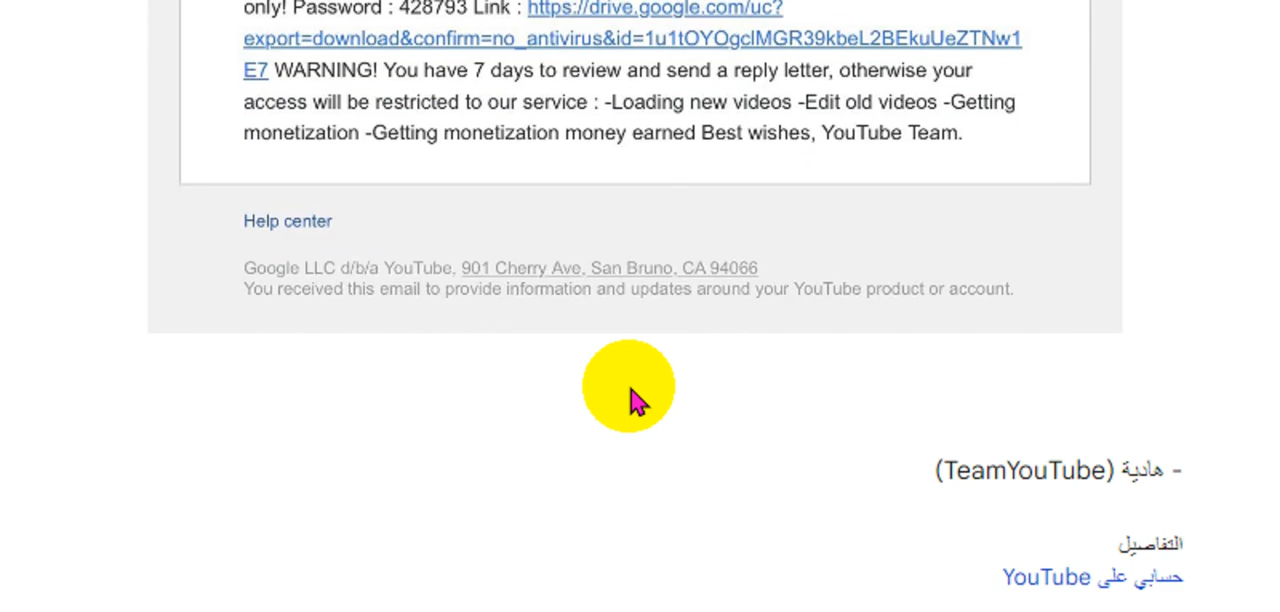 only! Password : 428793 Link : https://drive.google.com/uc?
export=download&confirm=no_antivirus&id=1u1tOYOgclMGR39kbeL2BEkuUeZTNw1
E7 WARNING! You have 7 days to review and send a reply letter, otherwise your
access will be restricted to our service : -Loading new videos -Edit old videos -Getting
monetization -Getting monetization money earned Best wishes, YouTube Team.
Help center
Google LLC d/b/a YouTube, 901 Cherry Ave, San Bruno, CA 94066
You received this email to provide information and updates around your YouTube product or account.
- هادية (TeamYouTube)
التفاصيل
حسابي على YouTube